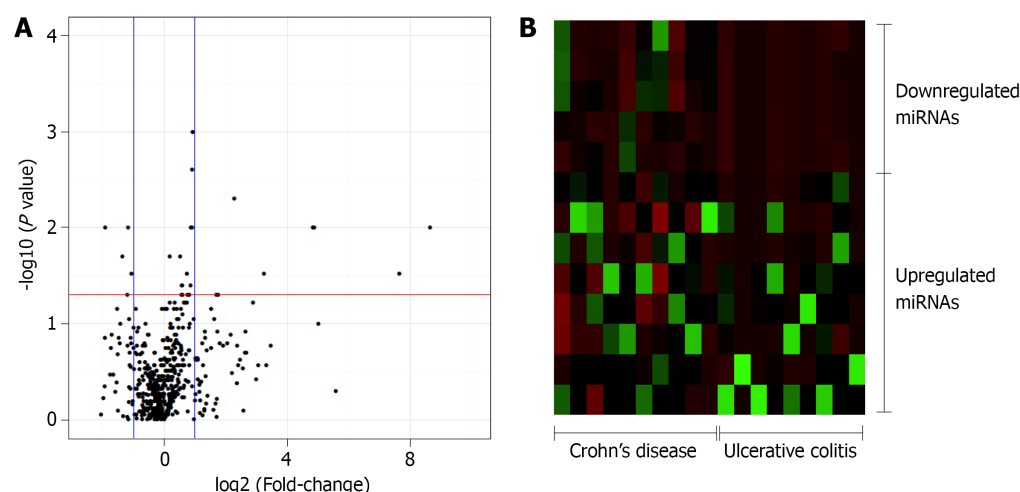 A
4
3
2
1
0
-log10 (P value)
0 4 8
log2 (Fold-change)
B
Downregulated
miRNAs
Upregulated
miRNAs
Crohn's disease
Ulcerative colitis